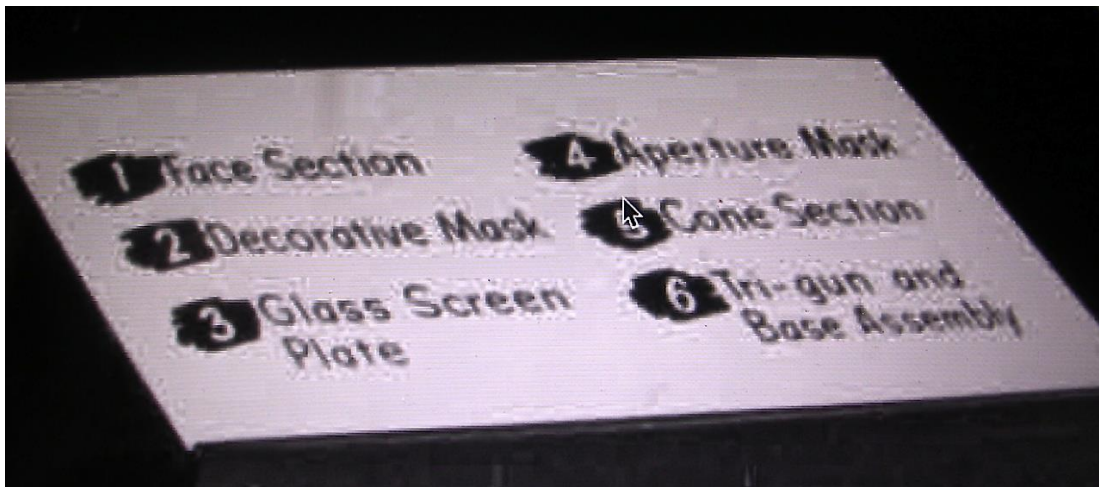 1 Face Section
2 Decorative Mask
3 Glass Screen
Plate
4 Aperture Mask
5 Cone Section
6 Tri-gun and
Base Assembly